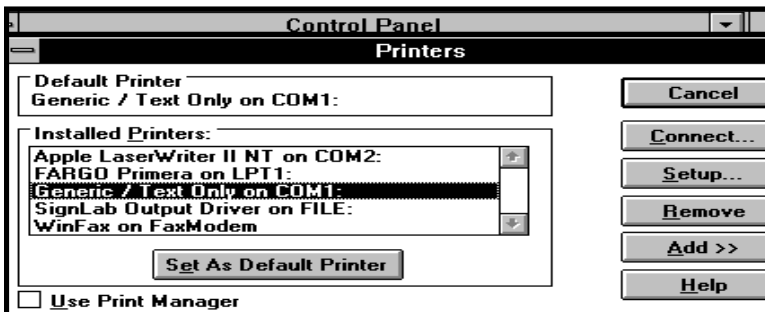 Control Panel
Printers
Default Printer
Generic / Text Only on COM1:
Cancel
Installed Printers:
Apple LaserWriter II NT on COM2:
FARGO Primera on LPT1:
Generic / Text Only on COM1:
SignLab Output Driver on FILE:
WinFax on FaxModem
Set As Default Printer
Use Print Manager
Connect...
Setup...
Remove
Add >>
Help